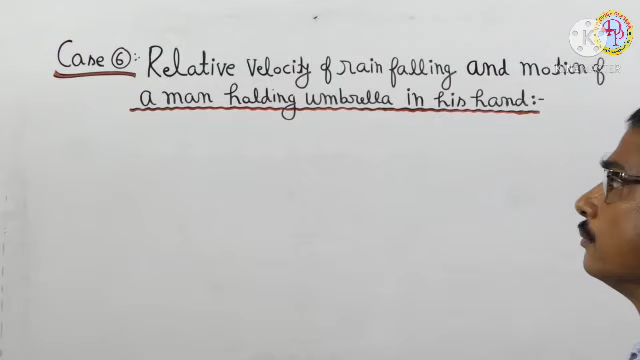 Case ⑥:- Relative velocity of rain falling and motion of
a man holding umbrella in his hand:-